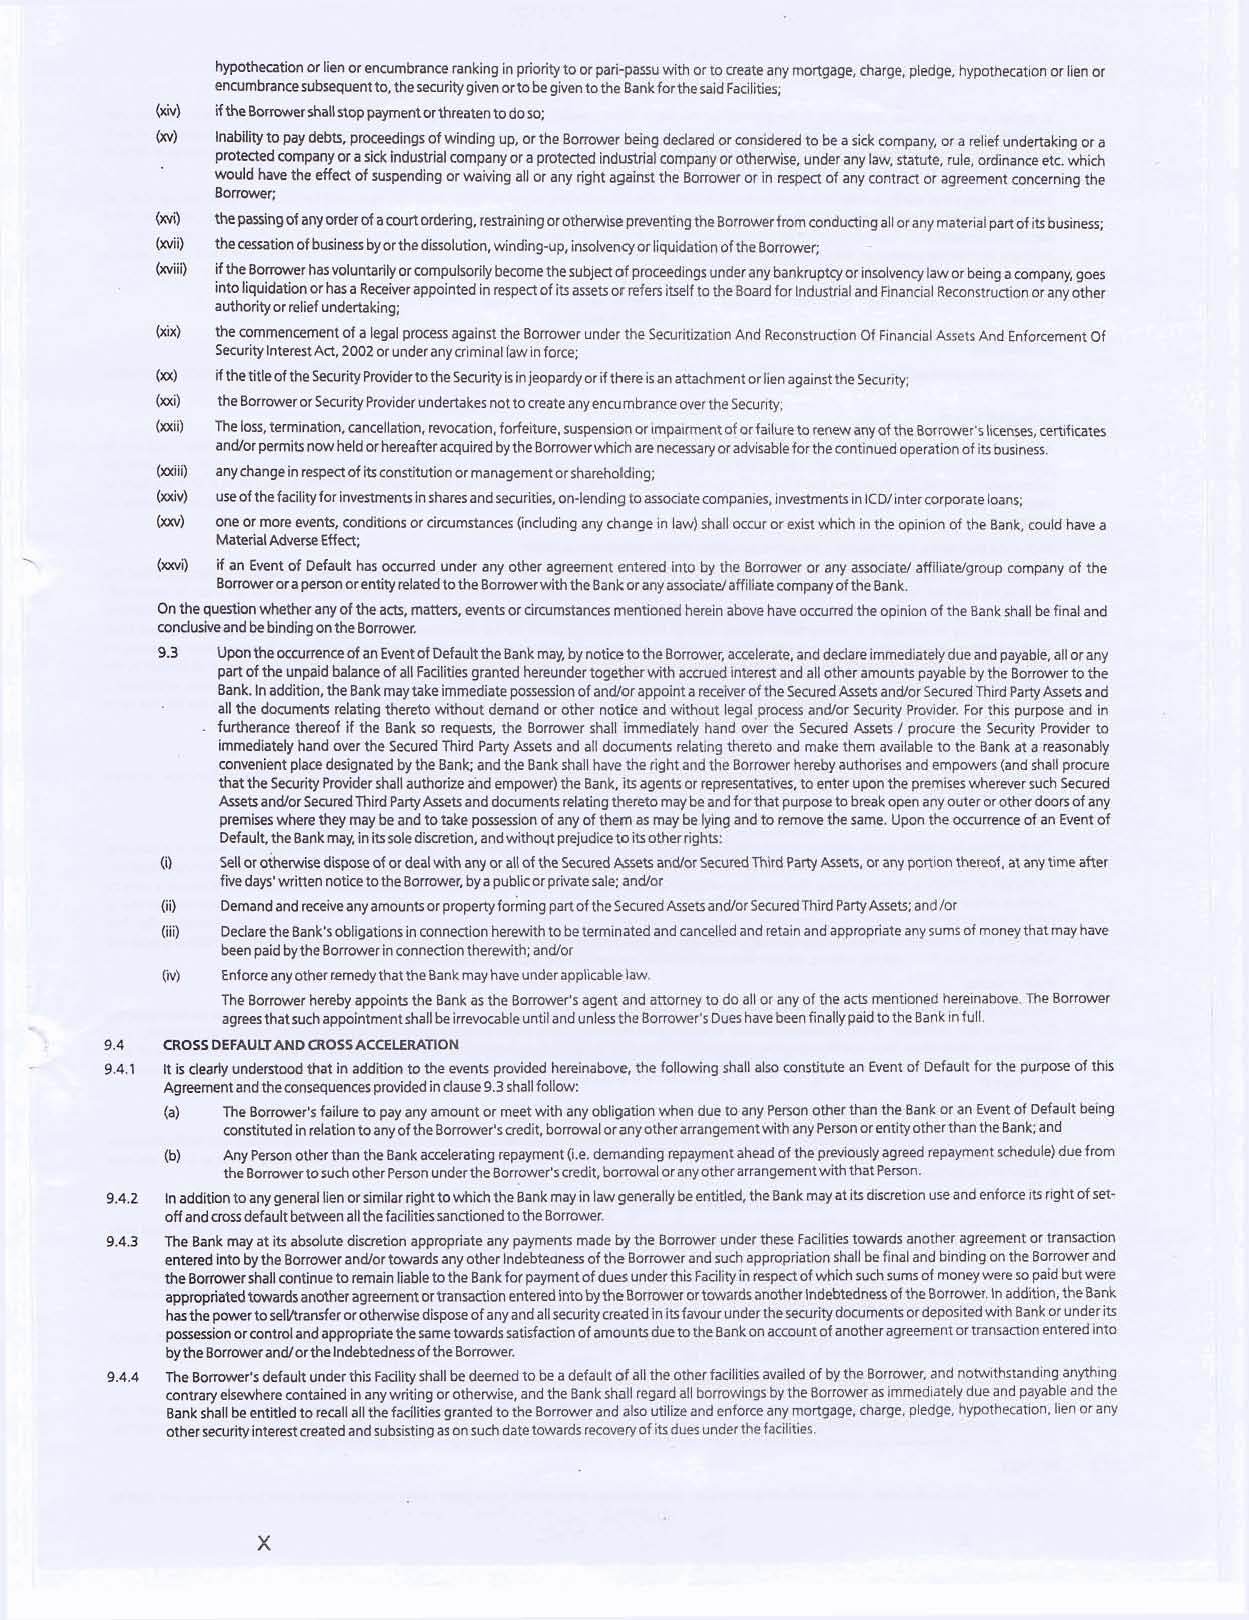 hypothecation or lien or encumbrance ranking in priority to or pari-passu with or to create any mortgage, charge, pledge, hypothecation or lien or
encumbrance subsequent to, the security given or to be given to the Bank for the said Facilities;
(xiv) if the Borrower shall stop payment or threaten to do so;
(xv) Inability to pay debts, proceedings of winding up, or the Borrower being declared or considered to be a sick company, or a relief undertaking or a
protected company or a sick industrial company or a protected industrial company or otherwise, under any law, statute, rule, ordinance etc. which
would have the effect of suspending or waiving all or any right against the Borrower or in respect of any contract or agreement concerning the
Borrower;
(xvi) the passing of any order of a court ordering, restraining or otherwise preventing the Borrower from conducting all or any material part of its business;
(xvii) the cessation of business by or the dissolution, winding-up, insolvency or liquidation of the Borrower;
(xviii) if the Borrower has voluntarily or compulsorily become the subject of proceedings under any bankruptcy or insolvency law or being a company, goes
into liquidation or has a Receiver appointed in respect of its assets or refers itself to the Board for Industrial and Financial Reconstruction or any other
authority or relief undertaking;
(xix) the commencement of a legal process against the Borrower under the Securitization And Reconstruction Of Financial Assets And Enforcement Of
Security Interest Act, 2002 or under any criminal law in force;
(xx) if the title of the Security Provider to the Security is in jeopardy or if there is an attachment or lien against the Security;
(xxi) the Borrower or Security Provider undertakes not to create any encumbrance over the Security;
(xxii) The loss, termination, cancellation, revocation, forfeiture, suspension or impairment of or failure to renew any of the Borrower's licenses, certificates
and/or permits now held or hereafter acquired by the Borrower which are necessary or advisable for the continued operation of its business.
(xxiii) any change in respect of its constitution or management or shareholding;
(xxiv) use of the facility for investments in shares and securities, on-lending to associate companies, investments in ICD/ inter corporate loans;
(xxv) one or more events, conditions or circumstances (including any change in law) shall occur or exist which in the opinion of the Bank, could have a
Material Adverse Effect;
(xxvi) if an Event of Default has occurred under any other agreement entered into by the Borrower or any associate/ affiliate/group company of the
Borrower or a person or entity related to the Borrower with the Bank or any associate/ affiliate company of the Bank.
On the question whether any of the acts, matters, events or circumstances mentioned herein above have occurred the opinion of the Bank shall be final and
conclusive and be binding on the Borrower.
9.3 Upon the occurrence of an Event of Default the Bank may, by notice to the Borrower, accelerate, and declare immediately due and payable, all or any
part of the unpaid balance of all Facilities granted hereunder together with accrued interest and all other amounts payable by the Borrower to the
Bank. In addition, the Bank may take immediate possession of and/or appoint a receiver of the Secured Assets and/or Secured Third Party Assets and
all the documents relating thereto without demand or other notice and without legal process and/or Security Provider. For this purpose and in
furtherance thereof if the Bank so requests, the Borrower shall immediately hand over the Secured Assets / procure the Security Provider to
immediately hand over the Secured Third Party Assets and all documents relating thereto and make them available to the Bank at a reasonably
convenient place designated by the Bank; and the Bank shall have the right and the Borrower hereby authorises and empowers (and shall procure
that the Security Provider shall authorize and empower) the Bank, its agents or representatives, to enter upon the premises wherever such Secured
Assets and/or Secured Third Party Assets and documents relating thereto may be and for that purpose to break open any outer or other doors of any
premises where they may be and to take possession of any of them as may be lying and to remove the same. Upon the occurrence of an Event of
Default, the Bank may, in its sole discretion, and without prejudice to its other rights:
(i) Sell or otherwise dispose of or deal with any or all of the Secured Assets and/or Secured Third Party Assets, or any portion thereof, at any time after
five days' written notice to the Borrower, by a public or private sale; and/or
(ii) Demand and receive any amounts or property forming part of the Secured Assets and/or Secured Third Party Assets; and /or
(iii) Declare the Bank's obligations in connection herewith to be terminated and cancelled and retain and appropriate any sums of money that may have
been paid by the Borrower in connection therewith; and/or
(iv) Enforce any other remedy that the Bank may have under applicable law.
The Borrower hereby appoints the Bank as the Borrower's agent and attorney to do all or any of the acts mentioned hereinabove. The Borrower
agrees that such appointment shall be irrevocable until and unless the Borrower's Dues have been finally paid to the Bank in full.
9.4 CROSS DEFAULT AND CROSS ACCELERATION
9.4.1 It is clearly understood that in addition to the events provided hereinabove, the following shall also constitute an Event of Default for the purpose of this
Agreement and the consequences provided in clause 9.3 shall follow:
(a) The Borrower's failure to pay any amount or meet with any obligation when due to any Person other than the Bank or an Event of Default being
constituted in relation to any of the Borrower's credit, borrowal or any other arrangement with any Person or entity other than the Bank; and
(b) Any Person other than the Bank accelerating repayment (i.e. demanding repayment ahead of the previously agreed repayment schedule) due from
the Borrower to such other Person under the Borrower's credit, borrowal or any other arrangement with that Person.
9.4.2 In addition to any general lien or similar right to which the Bank may in law generally be entitled, the Bank may at its discretion use and enforce its right of set-
off and cross default between all the facilities sanctioned to the Borrower.
9.4.3 The Bank may at its absolute discretion appropriate any payments made by the Borrower under these Facilities towards another agreement or transaction
entered into by the Borrower and/or towards any other Indebtedness of the Borrower and such appropriation shall be final and binding on the Borrower and
the Borrower shall continue to remain liable to the Bank for payment of dues under this Facility in respect of which such sums of money were so paid but were
appropriated towards another agreement or transaction entered into by the Borrower or towards another Indebtedness of the Borrower. In addition, the Bank
has the power to sell/transfer or otherwise dispose of any and all security created in its favour under the security documents or deposited with Bank or under its
possession or control and appropriate the same towards satisfaction of amounts due to the Bank on account of another agreement or transaction entered into
by the Borrower and/ or the Indebtedness of the Borrower.
9.4.4 The Borrower's default under this Facility shall be deemed to be a default of all the other facilities availed of by the Borrower, and notwithstanding anything
contrary elsewhere contained in any writing or otherwise, and the Bank shall regard all borrowings by the Borrower as immediately due and payable and the
Bank shall be entitled to recall all the facilities granted to the Borrower and also utilize and enforce any mortgage, charge, pledge, hypothecation, lien or any
other security interest created and subsisting as on such date towards recovery of its dues under the facilities.
X